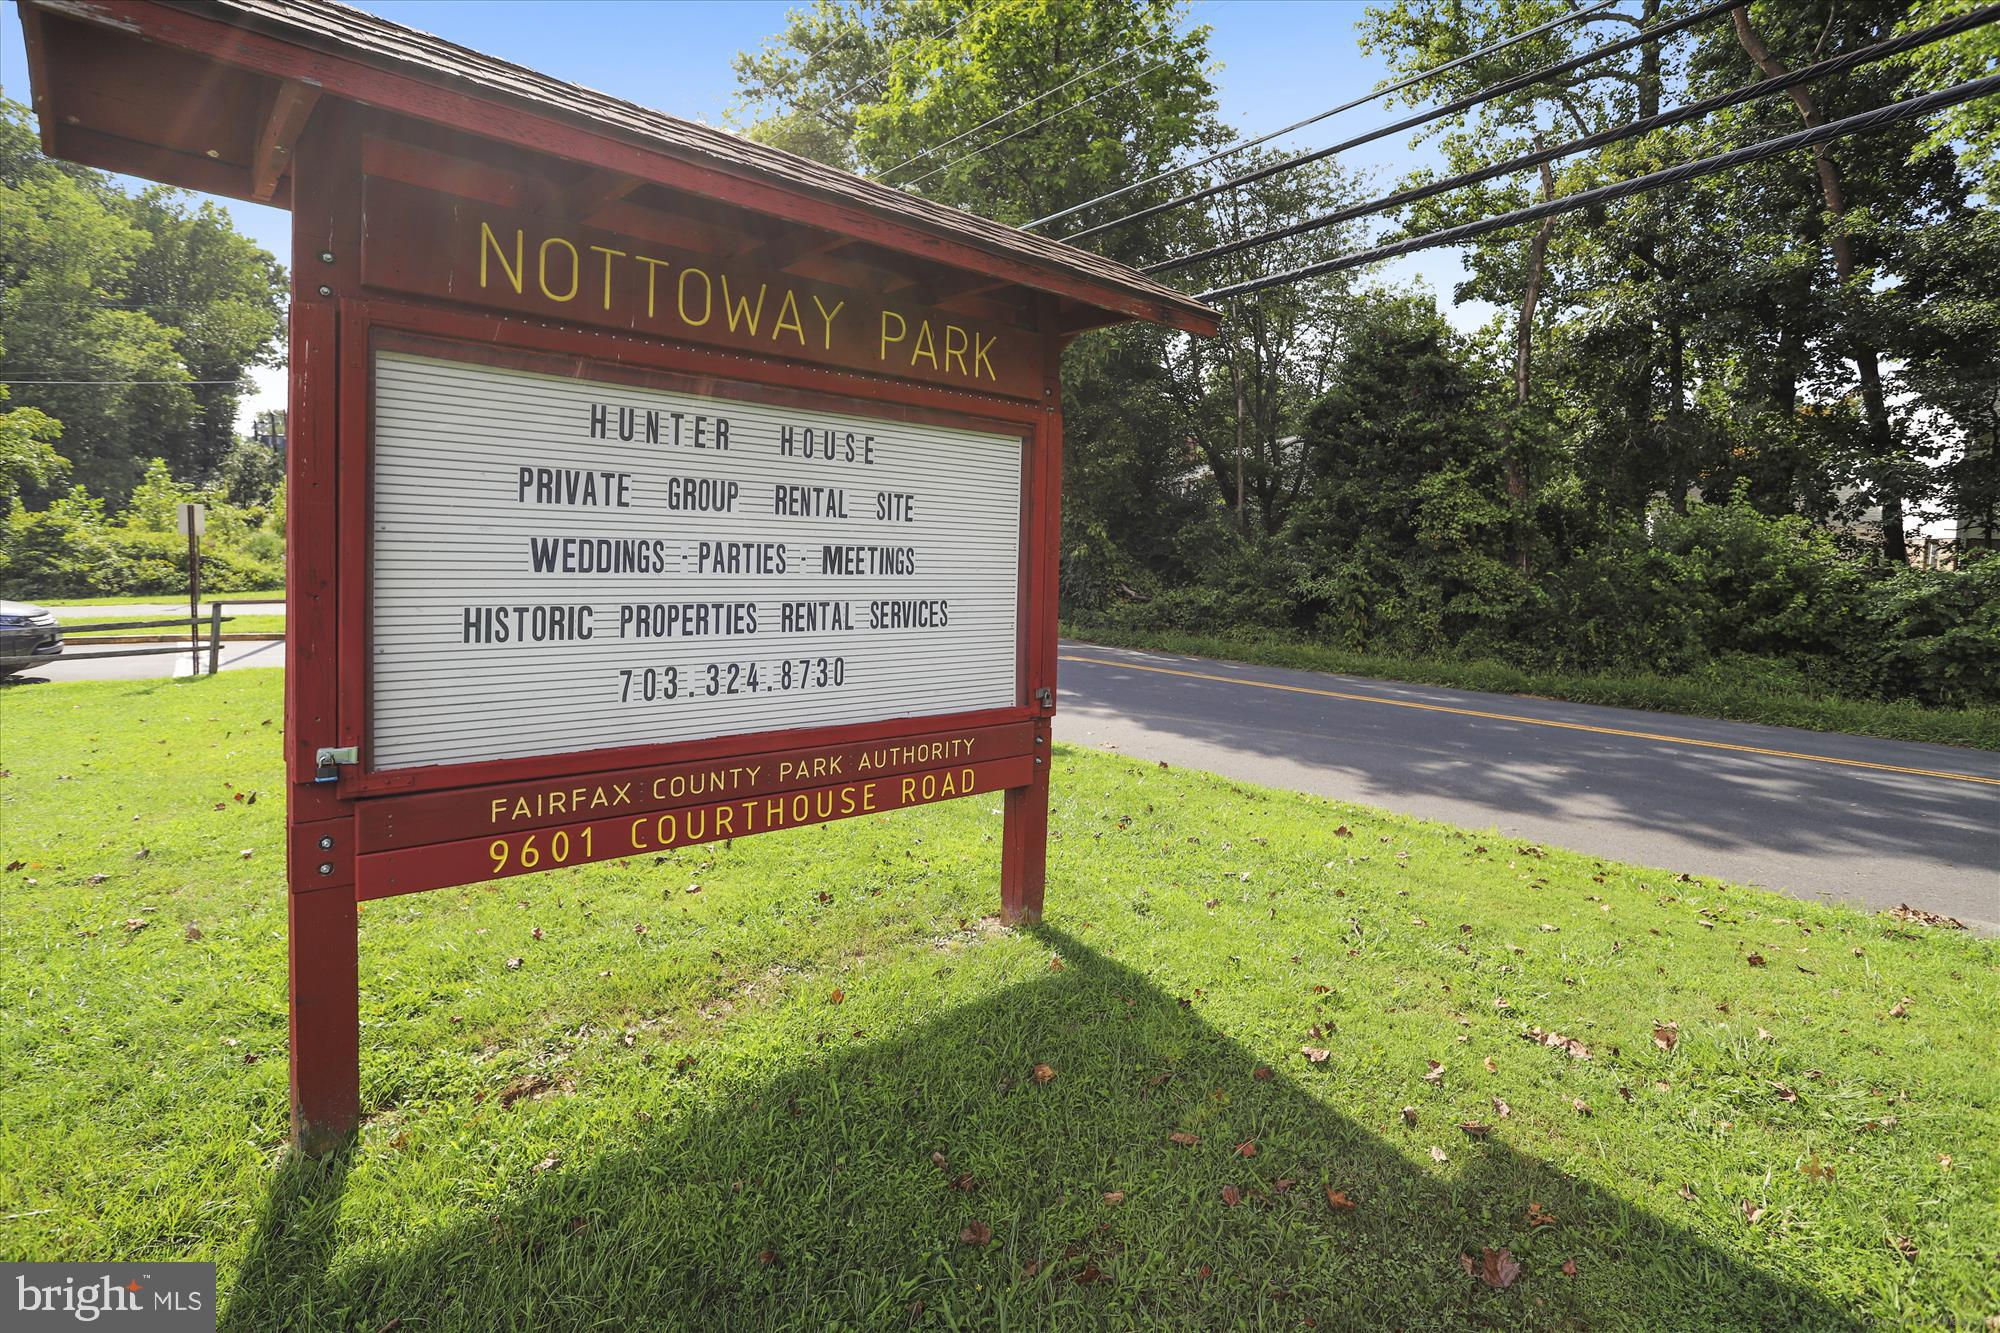 NOTTOWAY PARK
HUNTER HOUSE
PRIVATE GROUP RENTAL SITE
WEDDINGS - PARTIES - MEETINGS
HISTORIC PROPERTIES RENTAL SERVICES
703.324.8730
FAIRFAX COUNTY PARK AUTHORITY
9601 COURTHOUSE ROAD
bright™ MLS